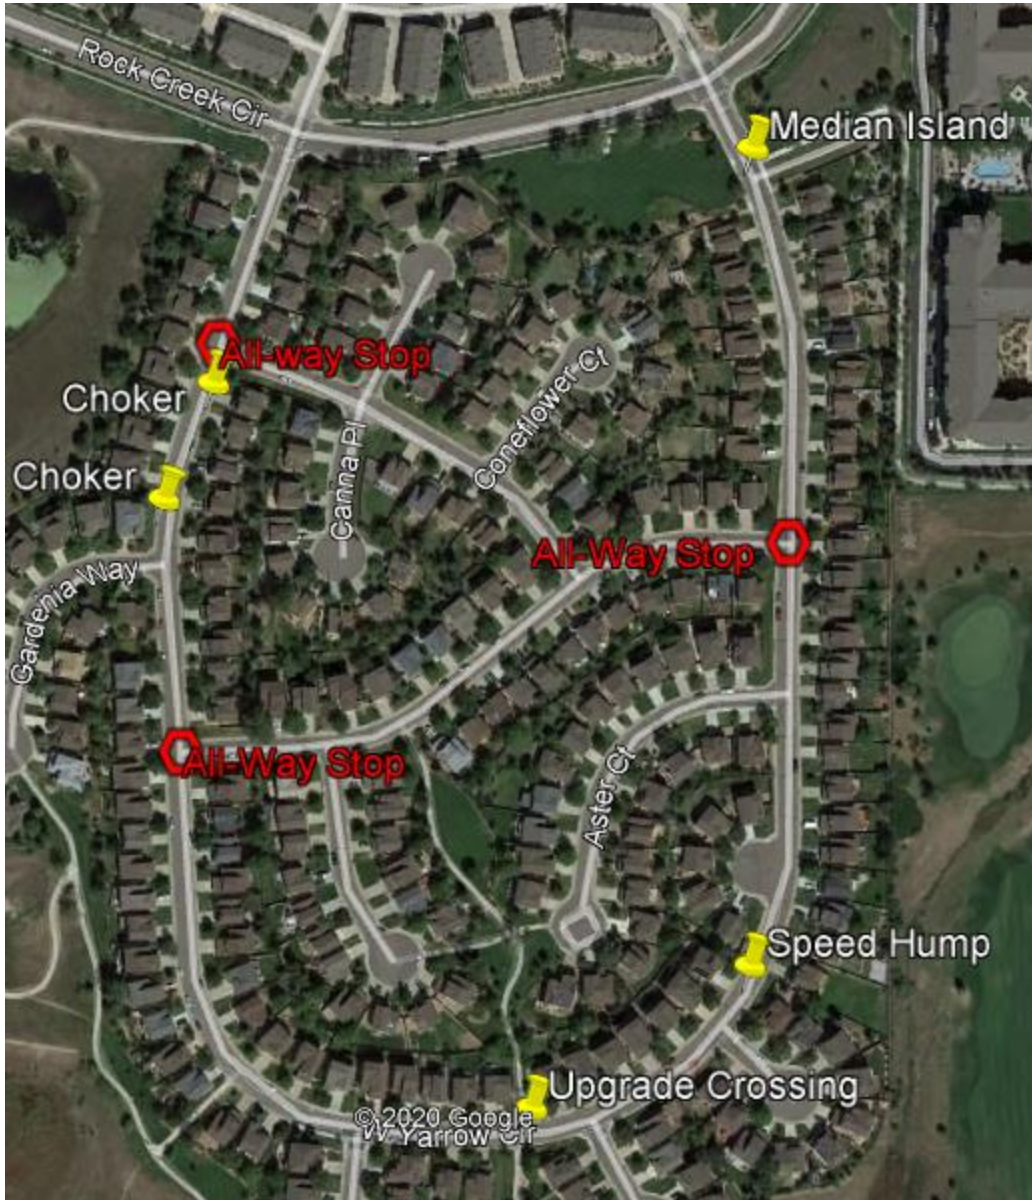 Rock Creek Cir
Median Island
All-way Stop
Choker
Coneflower Ct
Choker
Canna Pl
All-Way Stop
Gardenia Way
All-Way Stop
Aster Ct
Speed Hump
Upgrade Crossing
© 2020 Google
W Yarrow Cir